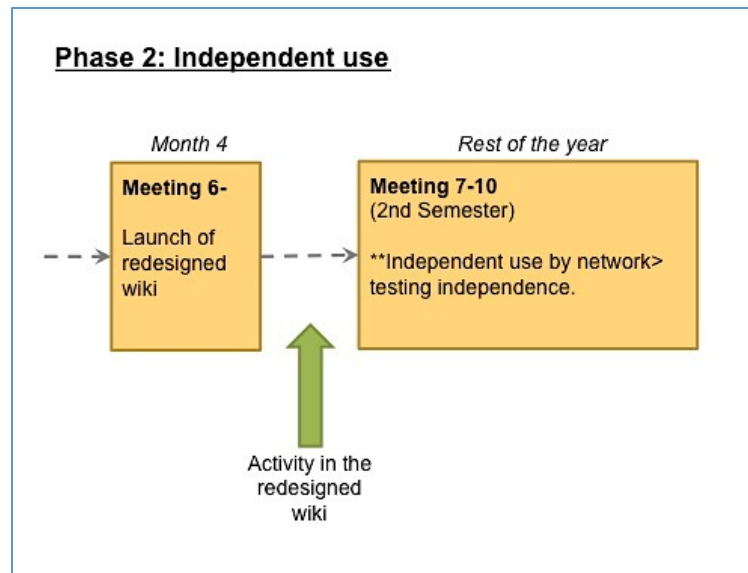 Phase 2: Independent use
Month 4
Meeting 6-
Launch of
redesigned
wiki
Rest of the year
Meeting 7-10
(2nd Semester)
**Independent use by network>
testing independence.
Activity in the
redesigned
wiki